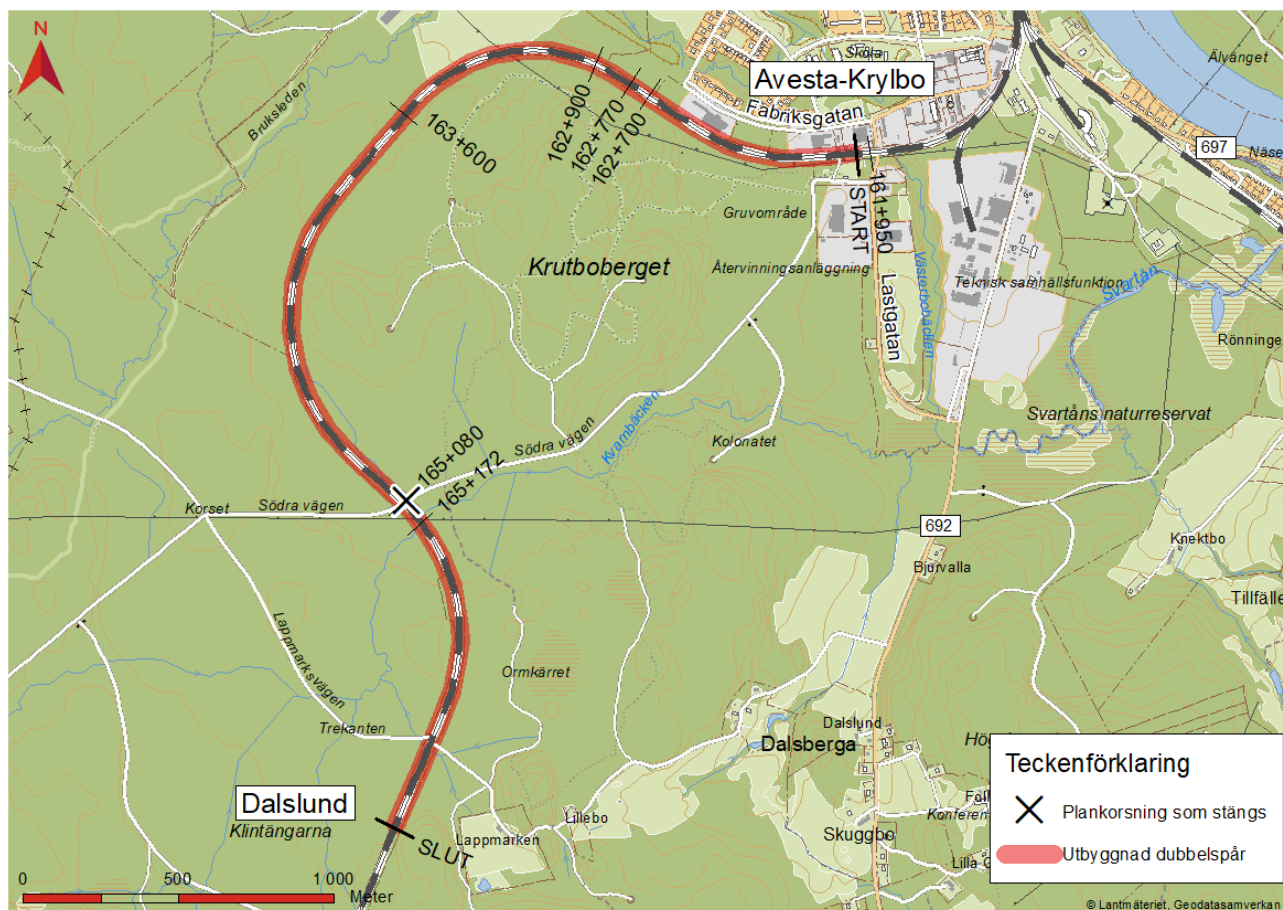 N
Bruksleden
163+600
162+900
162+770
162+700
Skola
Avesta-Krylbo
Fabriksgatan
697
Älvänget
Näse
161+950
START
Gruvområde
Återvinningsanläggning
Krutboberget
Lastgatan
Västerbobäcken
Teknisk samhällsfunktion
Svartån
Rönninge
Svartåns naturreservat
Kolonatet
Kvarnbäcken
Södra vägen
165+080
165+172
Korset
Södra vägen
692
Bjurvalla
Knektbo
Tillfälle
Lappmarksvägen
Ormkärret
Trekanten
Dalslund
Dalsberga
Dalslund
Klintängarna
SLUT
Lappmarken
Lillebo
Skuggbo
Konferen
Lilla
Teckenförklaring
Plankorsning som stängs
Utbyggnad dubbelspår
0 500 1 000
Meter
© Lantmäteriet, Geodatasamverkan